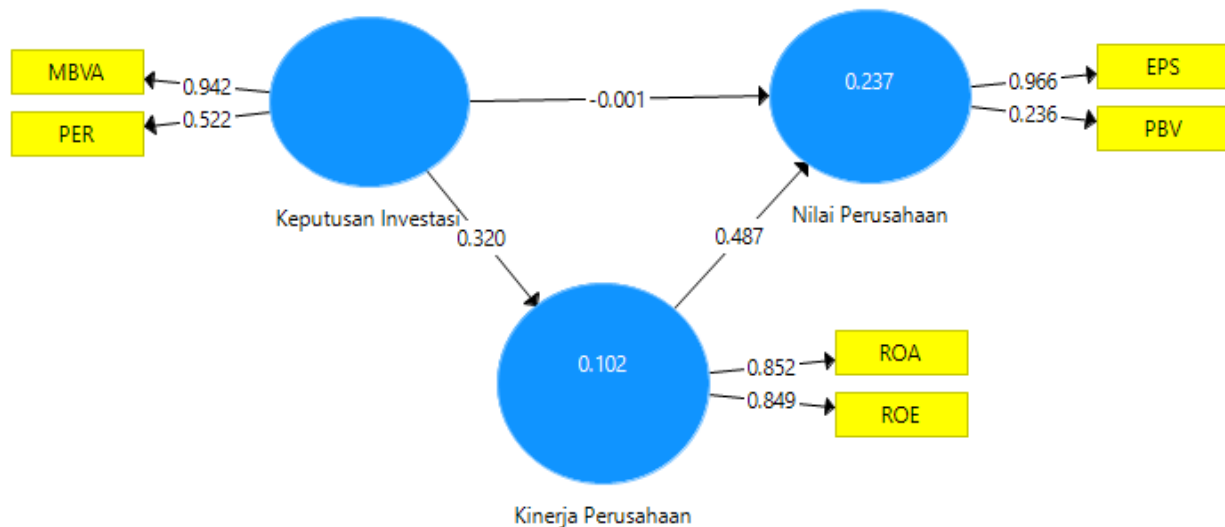 MBVA
0.942
PER
0.522
Keputusan Investasi
-0.001
0.237
Nilai Perusahaan
0.966
EPS
0.236
PBV
0.320
0.487
0.102
Kinerja Perusahaan
0.852
ROA
0.849
ROE